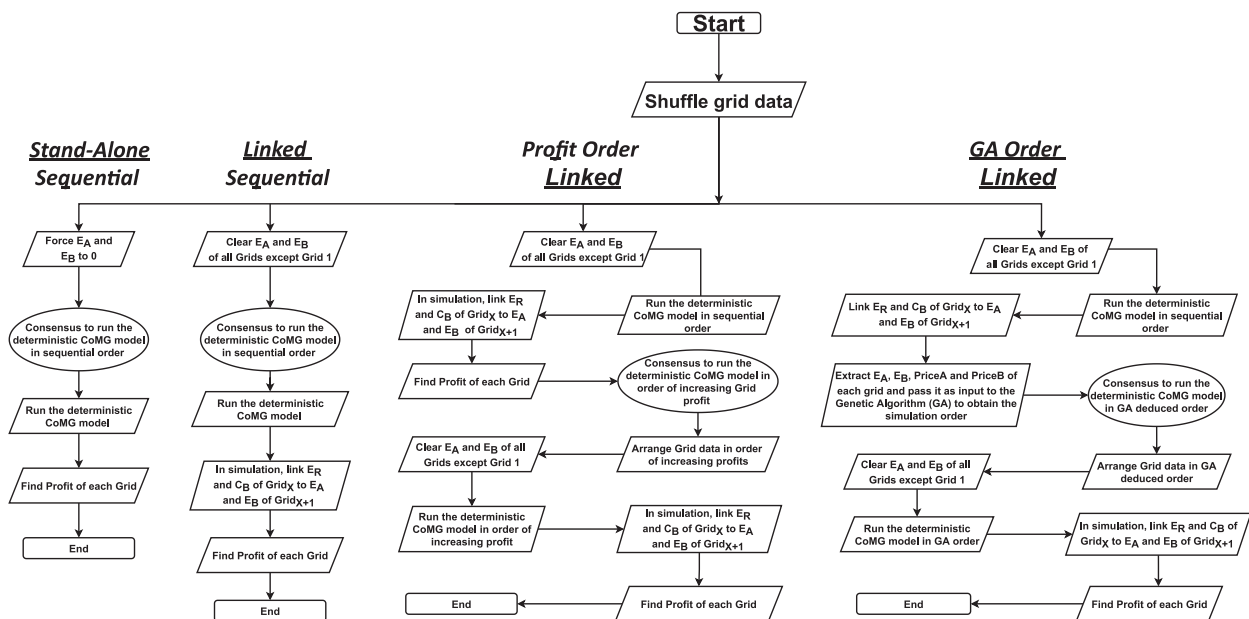 Start
Shuffle grid data
Stand-Alone
Sequential
Linked
Sequential
Profit Order
Linked
GA Order
Linked
Force EA and
EB to 0
Consensus to run the
deterministic CoMG model
in sequential order
Run the deterministic
CoMG model
Find Profit of each Grid
End
Clear EA and EB
of all Grids except Grid 1
Consensus to run the
deterministic CoMG model
in sequential order
Run the deterministic
CoMG model
In simulation, link ER
and CB of GridX to EA
and EB of GridX+1
Find Profit of each Grid
End
Clear EA and EB
of all Grids except Grid 1
Run the deterministic
CoMG model in sequential
order
In simulation, link ER
and CB of GridX to EA
and EB of GridX+1
Find Profit of each Grid
Consensus to run the
deterministic CoMG model in
order of increasing Grid
profit
Arrange Grid data in order
of increasing profits
Clear EA and EB of all
Grids except Grid 1
Run the deterministic
CoMG model in order of
increasing profit
In simulation, link ER
and CB of GridX to EA
and EB of GridX+1
Find Profit of each Grid
End
Clear EA and EB of
all Grids except Grid 1
Run the deterministic
CoMG model in sequential
order
Link ER and CB of GridX to EA
and EB of GridX+1
Extract EA, EB, PriceA and PriceB of
each grid and pass it as input to the
Genetic Algorithm (GA) to obtain the
simulation order
Consensus to run the
deterministic CoMG model
in GA deduced order
Arrange Grid data in GA
deduced order
Clear EA and EB of all
Grids except Grid 1
Run the deterministic
CoMG model in GA order
In simulation, link ER and CB of
GridX to EA and EB of GridX+1
Find Profit of each Grid
End